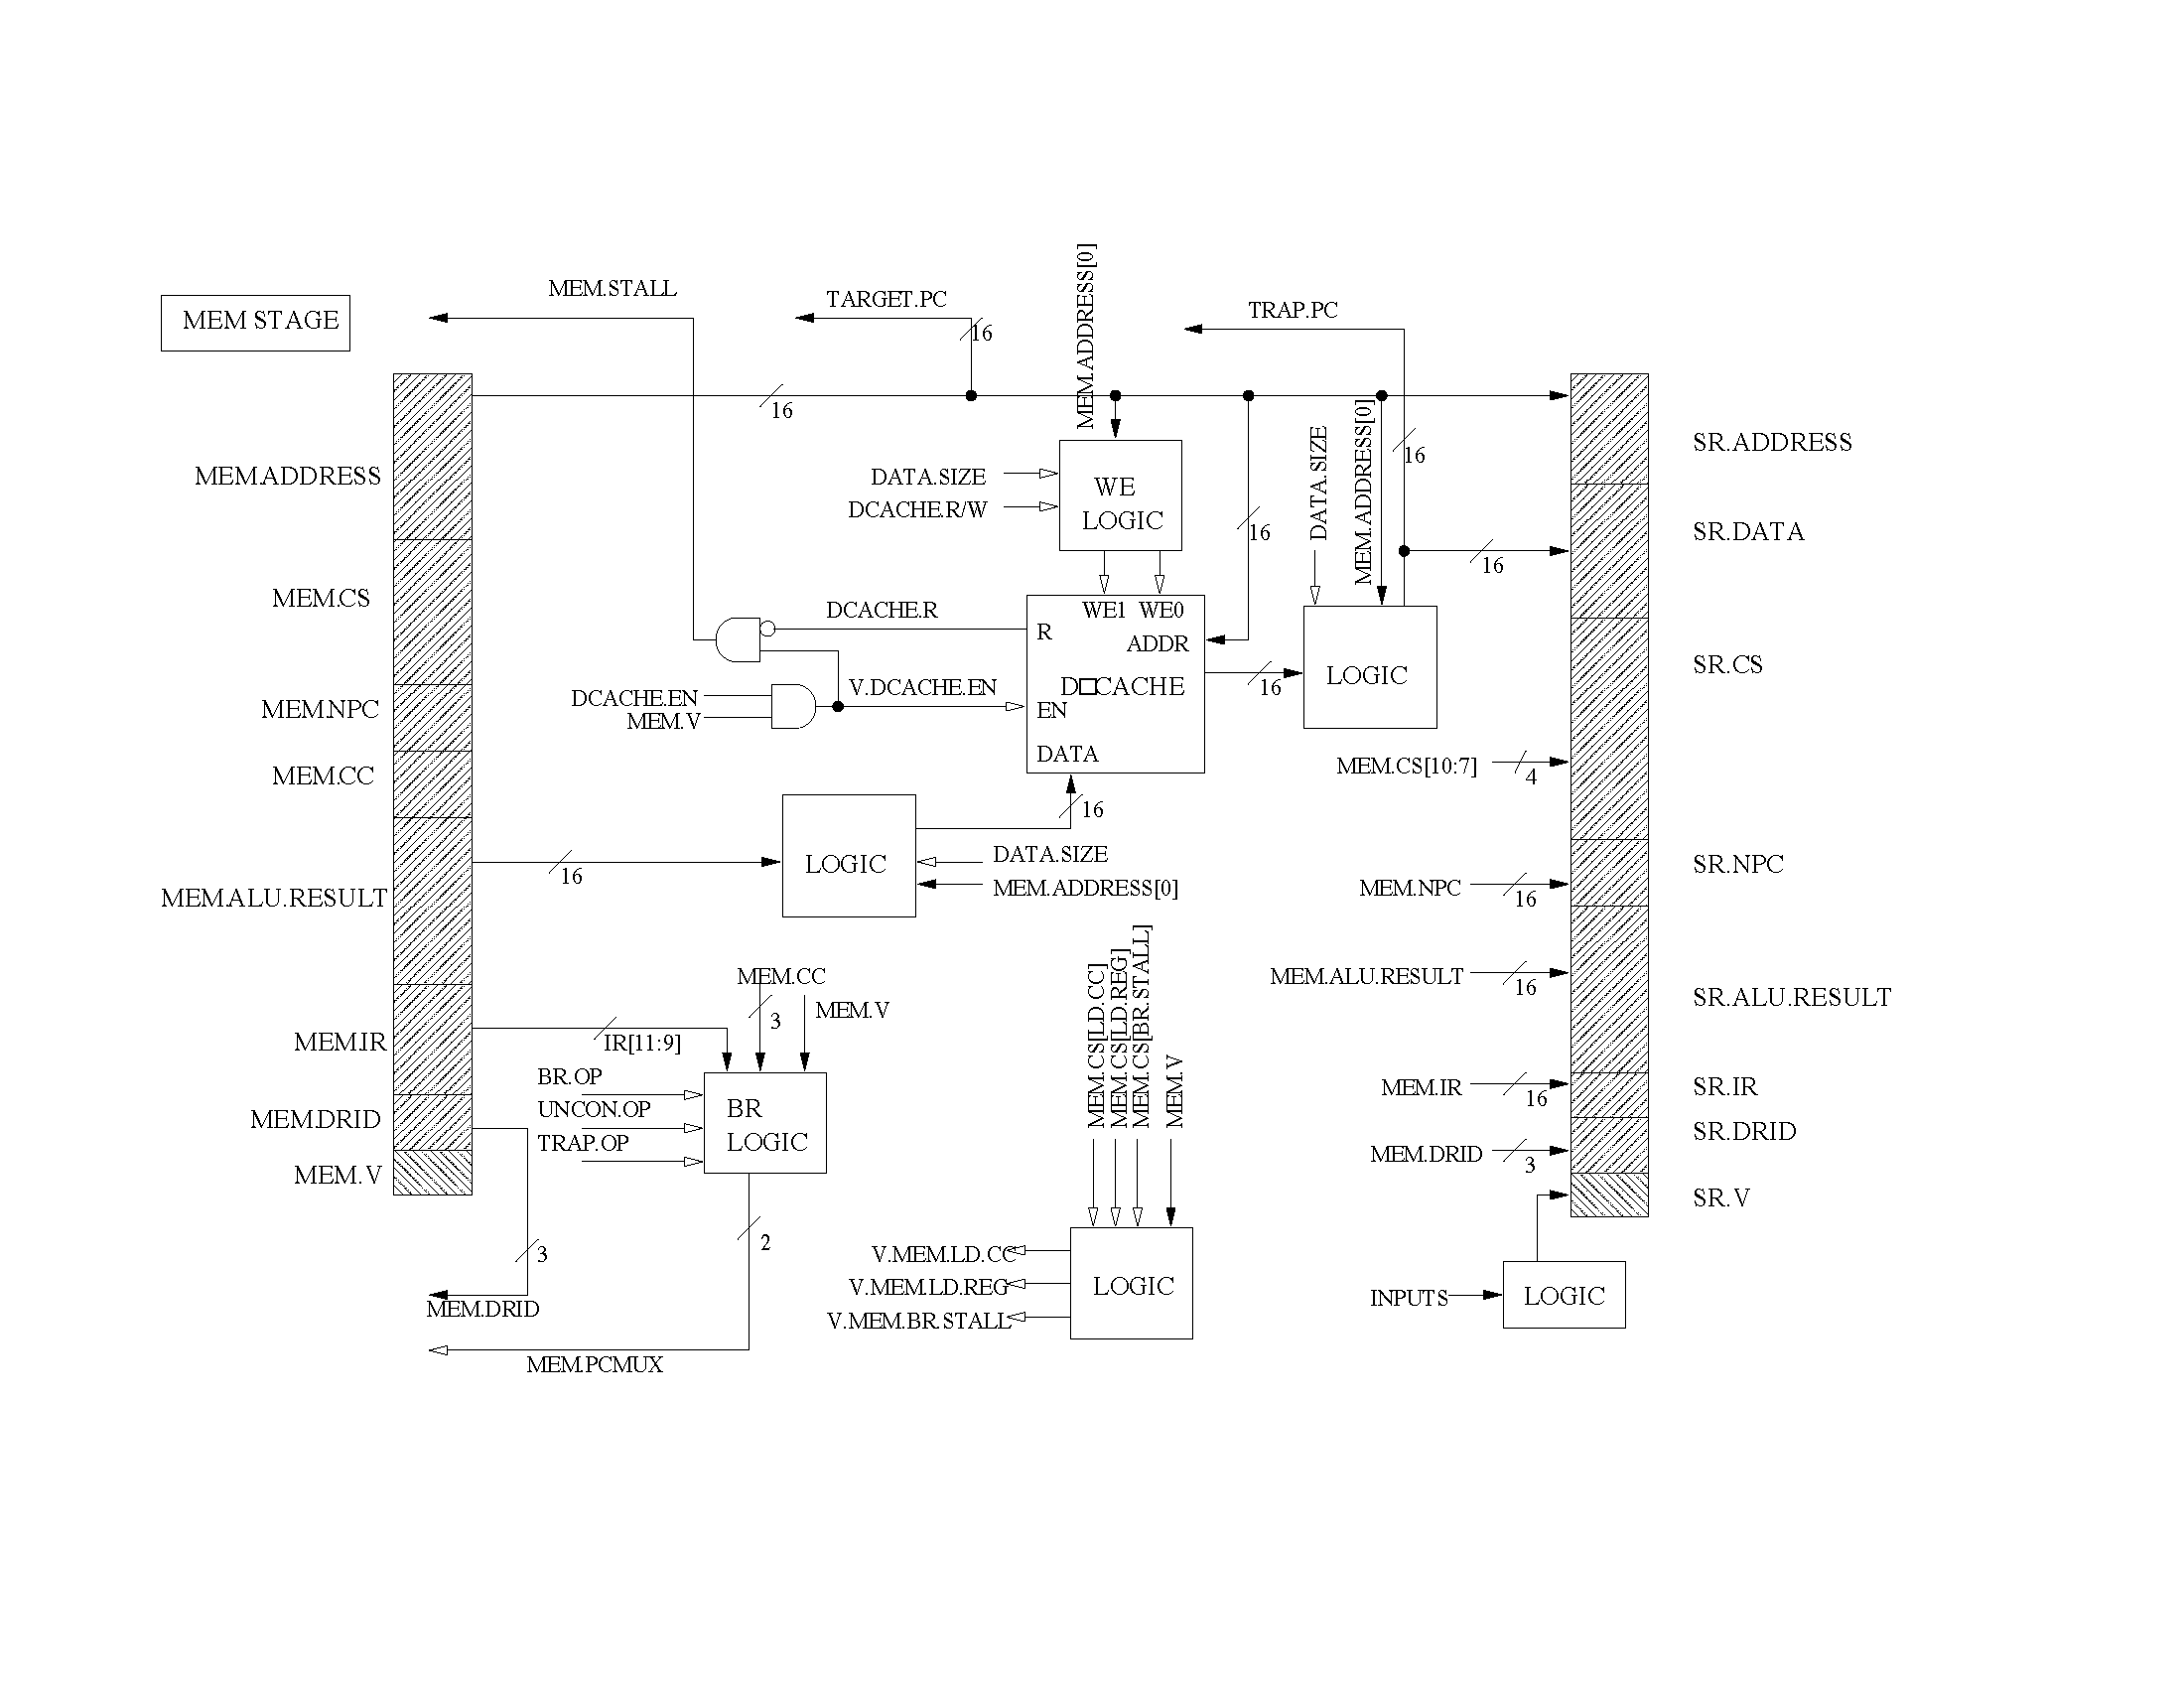 MEM STAGE
MEM.STALL
TARGET.PC
16
MEM.ADDRESS[0]
TRAP.PC
16
MEM.ADDRESS
MEM.CS
MEM.NPC
MEM.CC
MEM.ALU.RESULT
MEM.IR
MEM.DRID
MEM.V
DATA.SIZE
DCACHE.R/W
WE
LOGIC
16
DATA.SIZE
MEM.ADDRESS[0]
16
16
DCACHE.R
WE1 WE0
R
ADDR
D□CACHE
EN
DATA
V.DCACHE.EN
DCACHE.EN
MEM.V
16
LOGIC
16
16
LOGIC
DATA.SIZE
MEM.ADDRESS[0]
MEM.CC
3
MEM.V
IR[11:9]
BR.OP
UNCON.OP
TRAP.OP
BR
LOGIC
3
MEM.DRID
2
MEM.PCMUX
MEM.CS[LD.CC]
MEM.CS[LD.REG]
MEM.CS[BR.STALL]
MEM.V
V.MEM.LD.CC
V.MEM.LD.REG
V.MEM.BR.STALL
LOGIC
MEM.CS[10:7]
4
MEM.NPC
16
MEM.ALU.RESULT
16
MEM.IR
16
MEM.DRID
3
INPUTS
LOGIC
SR.ADDRESS
SR.DATA
SR.CS
SR.NPC
SR.ALU.RESULT
SR.IR
SR.DRID
SR.V